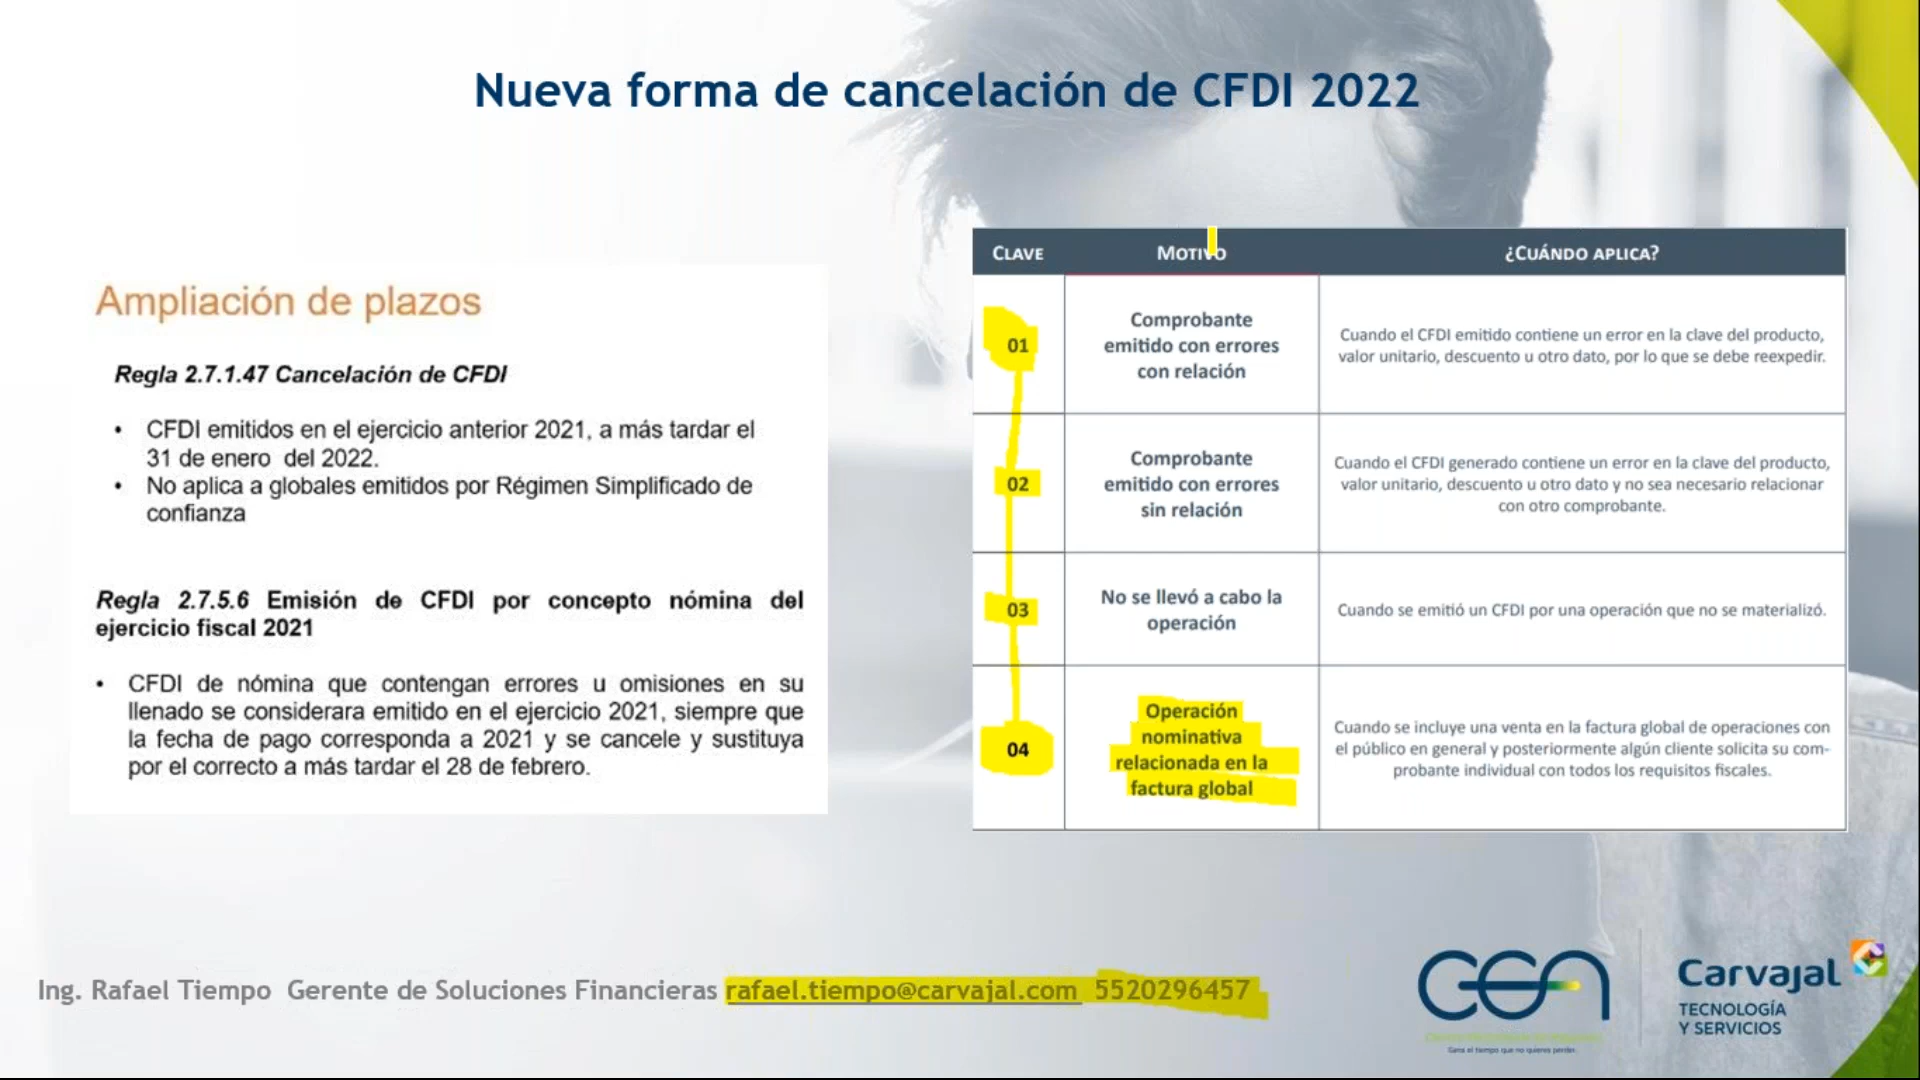 Nueva forma de cancelación de CFDI 2022
Ampliación de plazos
Regla 2.7.1.47 Cancelación de CFDI
• CFDI emitidos en el ejercicio anterior 2021, a más tardar el
31 de enero del 2022.
• No aplica a globales emitidos por Régimen Simplificado de
confianza
Regla 2.7.5.6 Emisión de CFDI por concepto nómina del
ejercicio fiscal 2021
• CFDI de nómina que contengan errores u omisiones en su
llenado se considerara emitido en el ejercicio 2021, siempre que
la fecha de pago corresponda a 2021 y se cancele y sustituya
por el correcto a más tardar el 28 de febrero.
CLAVE MOTIVO ¿CUÁNDO APLICA?
01
Comprobante
emitido con errores
con relación
Cuando el CFDI emitido contiene un error en la clave del producto,
valor unitario, descuento u otro dato, por lo que se debe reexpedir.
02
Comprobante
emitido con errores
sin relación
Cuando el CFDI generado contiene un error en la clave del producto,
valor unitario, descuento u otro dato y no sea necesario relacionar
con otro comprobante.
03
No se llevó a cabo la
operación
Cuando se emitió un CFDI por una operación que no se materializó.
04
Operación
nominativa
relacionada en la
factura global
Cuando se incluye una venta en la factura global de operaciones con
el público en general y posteriormente algún cliente solicita su com-
probante individual con todos los requisitos fiscales.
Ing. Rafael Tiempo Gerente de Soluciones Financieras rafael.tiempo@carvajal.com 5520296457
cen
Gana el tiempo que no quieres perder.
Carvajal
TECNOLOGÍA
Y SERVICIOS